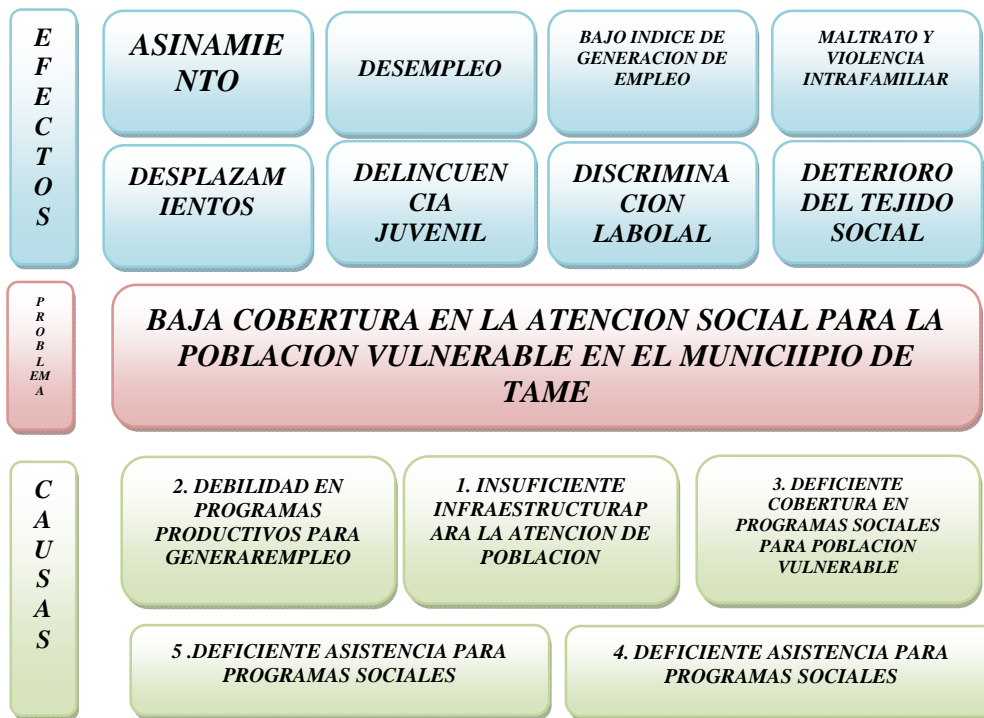 E
F
E
C
T
O
S
ASINAMIE
NTO
DESEMPLEO
BAJO INDICE DE
GENERACION DE
EMPLEO
MALTRATO Y
VIOLENCIA
INTRAFAMILIAR
DESPLAZAM
IENTOS
DELINCUEN
CIA
JUVENIL
DISCRIMINA
CION
LABOLAL
DETERIORO
DEL TEJIDO
SOCIAL
P
R
O
B
L
EM
A
BAJA COBERTURA EN LA ATENCION SOCIAL PARA LA
POBLACION VULNERABLE EN EL MUNICIIPIO DE
TAME
C
A
U
S
A
S
2. DEBILIDAD EN
PROGRAMAS
PRODUCTIVOS PARA
GENERAREMPLEO
1. INSUFICIENTE
INFRAESTRUCTURAP
ARA LA ATENCION DE
POBLACION
3. DEFICIENTE
COBERTURA EN
PROGRAMAS SOCIALES
PARA POBLACION
VULNERABLE
5 .DEFICIENTE ASISTENCIA PARA
PROGRAMAS SOCIALES
4. DEFICIENTE ASISTENCIA PARA
PROGRAMAS SOCIALES